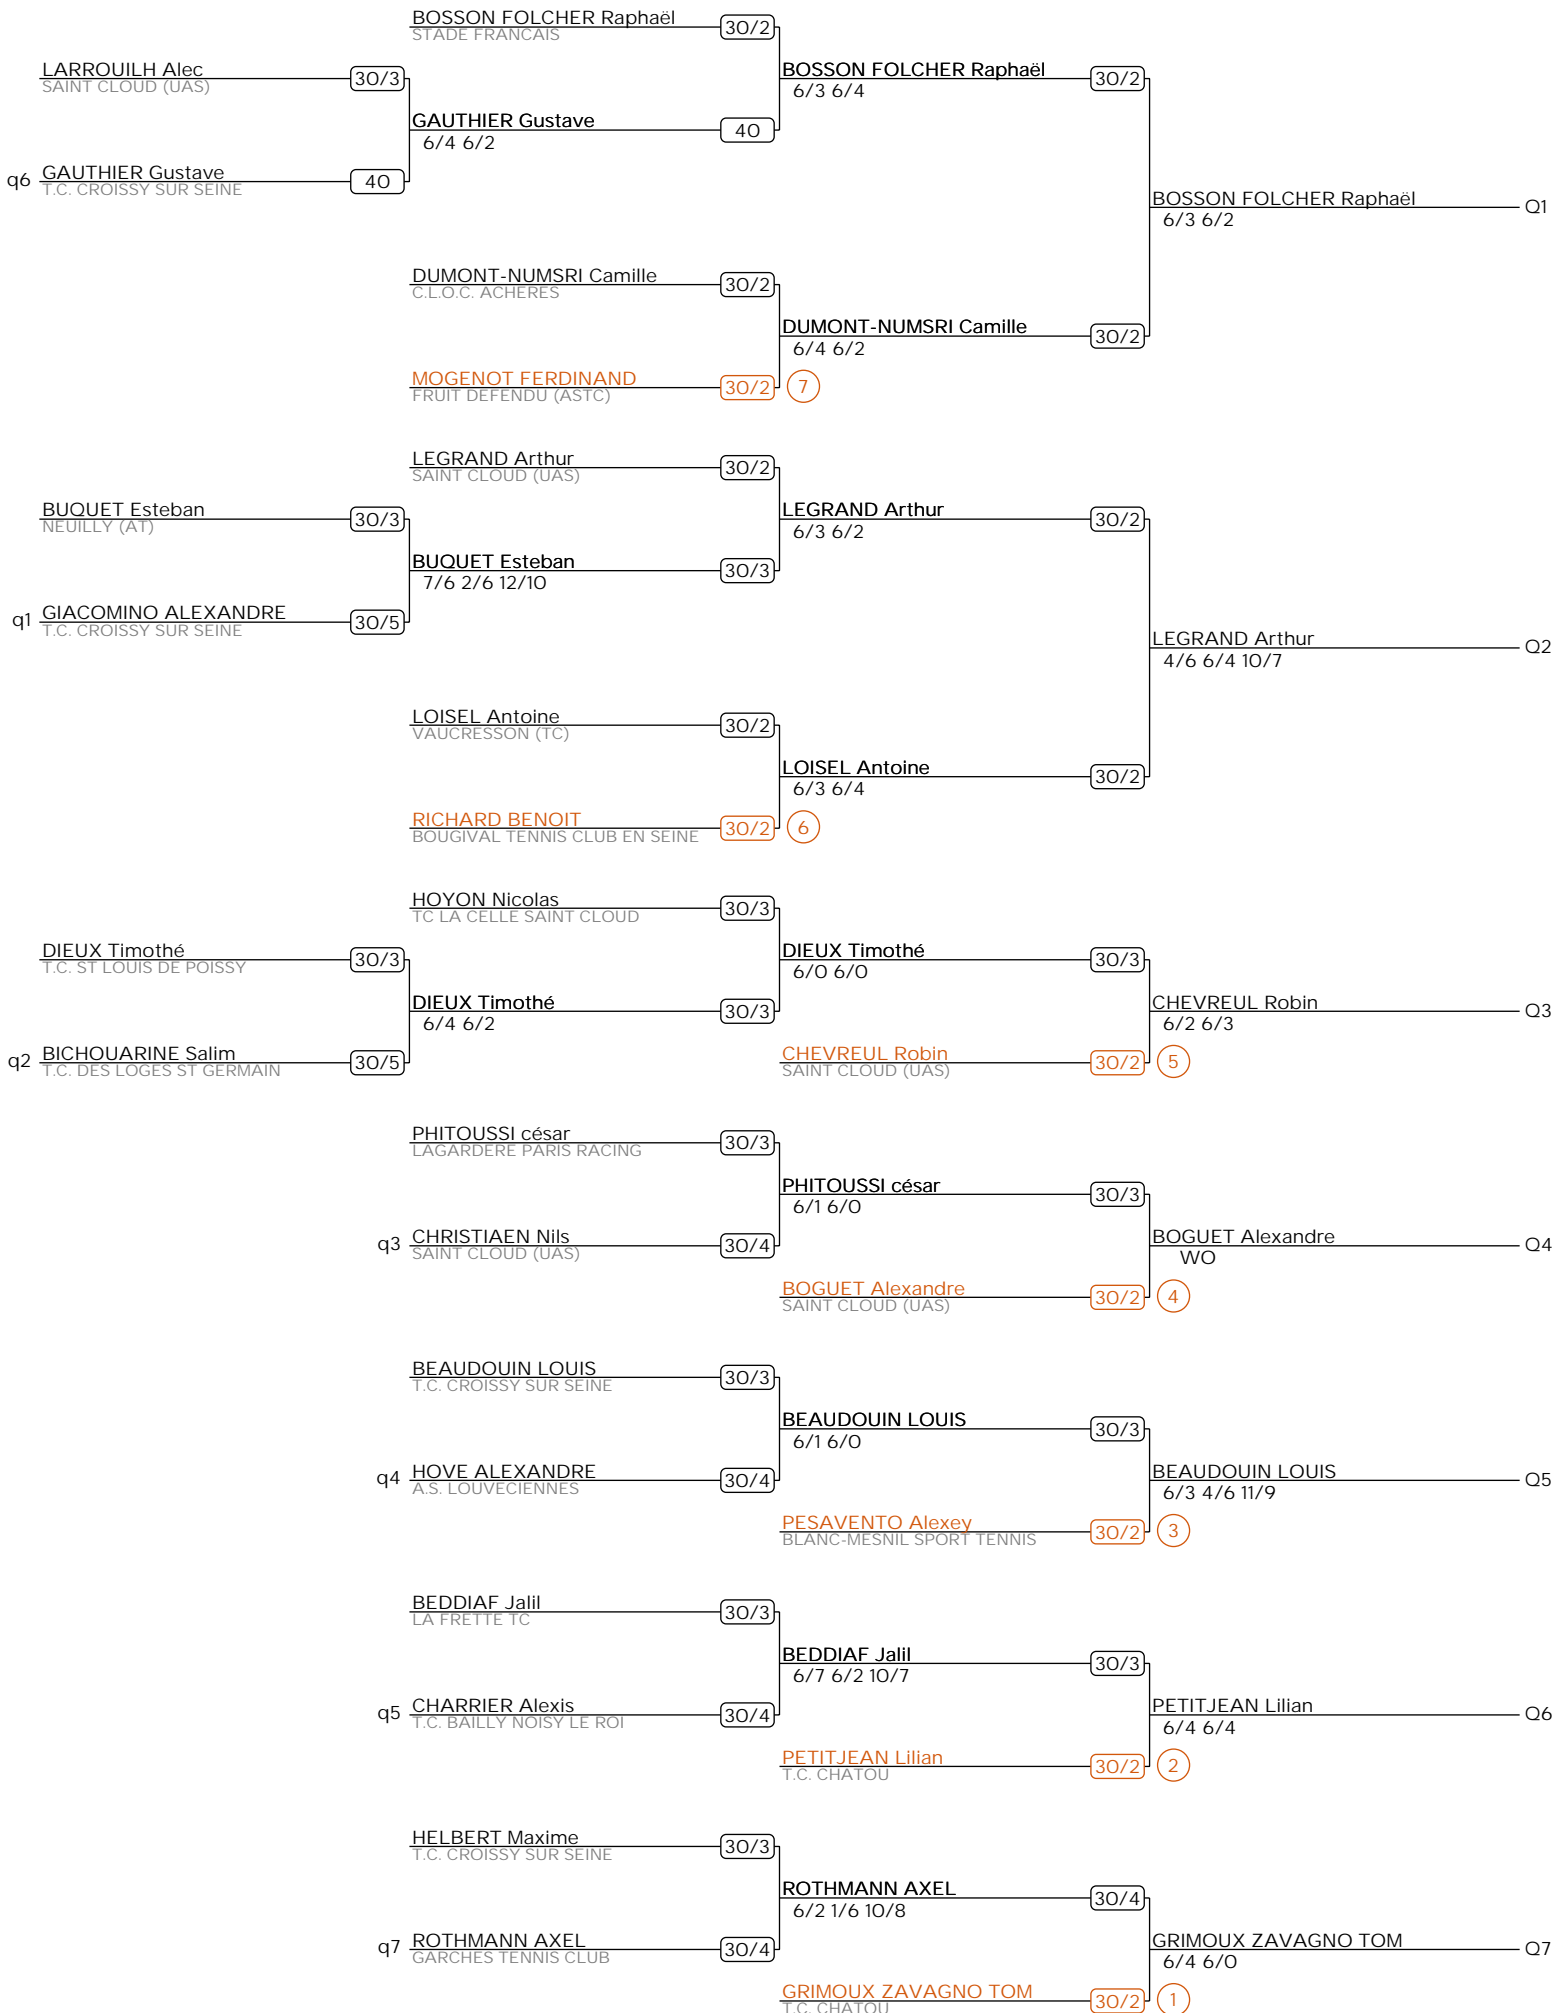 BOSSON FOLCHER Raphaël 30/2
STADE FRANCAIS
LARROUILH Alec 30/3
SAINT CLOUD (UAS)
BOSSON FOLCHER Raphaël 30/2
6/3 6/4
GAUTHIER Gustave 40
6/4 6/2
q6 GAUTHIER Gustave 40
T.C. CROISSY SUR SEINE
BOSSON FOLCHER Raphaël Q1
6/3 6/2
DUMONT-NUMSRI Camille 30/2
C.L.O.C. ACHERES
DUMONT-NUMSRI Camille 30/2
6/4 6/2
MOGENOT FERDINAND 30/2 7
FRUIT DEFENDU (ASTC)
LEGRAND Arthur 30/2
SAINT CLOUD (UAS)
BUQUET Esteban 30/3
NEUILLY (AT)
LEGRAND Arthur 30/2
6/3 6/2
BUQUET Esteban 30/3
7/6 2/6 12/10
q1 GIACOMINO ALEXANDRE 30/5
T.C. CROISSY SUR SEINE
LEGRAND Arthur Q2
4/6 6/4 10/7
LOISEL Antoine 30/2
VAUCRESSON (TC)
LOISEL Antoine 30/2
6/3 6/4
RICHARD BENOIT 30/2 6
BOUGIVAL TENNIS CLUB EN SEINE
HOYON Nicolas 30/3
TC LA CELLE SAINT CLOUD
DIEUX Timothé 30/3
T.C. ST LOUIS DE POISSY
DIEUX Timothé 30/3
6/0 6/0
DIEUX Timothé 30/3
6/4 6/2
CHEVREUL Robin Q3
6/2 6/3
q2 BICHOUARINE Salim 30/5
T.C. DES LOGES ST GERMAIN
CHEVREUL Robin 30/2 5
SAINT CLOUD (UAS)
PHITOUSSI césar 30/3
LAGARDERE PARIS RACING
PHITOUSSI césar 30/3
6/1 6/0
q3 CHRISTIAEN Nils 30/4
SAINT CLOUD (UAS)
BOGUET Alexandre Q4
WO
BOGUET Alexandre 30/2 4
SAINT CLOUD (UAS)
BEAUDOUIN LOUIS 30/3
T.C. CROISSY SUR SEINE
BEAUDOUIN LOUIS 30/3
6/1 6/0
q4 HOVE ALEXANDRE 30/4
A.S. LOUVECIENNES
BEAUDOUIN LOUIS Q5
6/3 4/6 11/9
PESAVENTO Alexey 30/2 3
BLANC-MESNIL SPORT TENNIS
BEDDIAF Jalil 30/3
LA FRETTE TC
BEDDIAF Jalil 30/3
6/7 6/2 10/7
q5 CHARRIER Alexis 30/4
T.C. BAILLY NOISY LE ROI
PETITJEAN Lilian Q6
6/4 6/4
PETITJEAN Lilian 30/2 2
T.C. CHATOU
HELBERT Maxime 30/3
T.C. CROISSY SUR SEINE
ROTHMANN AXEL 30/4
6/2 1/6 10/8
q7 ROTHMANN AXEL 30/4
GARCHES TENNIS CLUB
GRIMOUX ZAVAGNO TOM Q7
6/4 6/0
GRIMOUX ZAVAGNO TOM 30/2 1
T.C. CHATOU